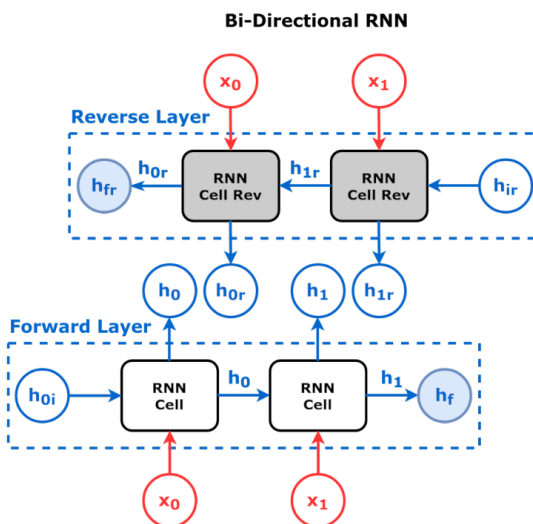 Bi-Directional RNN
x0 x1
Reverse Layer
hfr h0r RNN Cell Rev h1r RNN Cell Rev hir
h0 h0r h1 h1r
Forward Layer
h0i RNN Cell h0 RNN Cell h1 hf
x0 x1